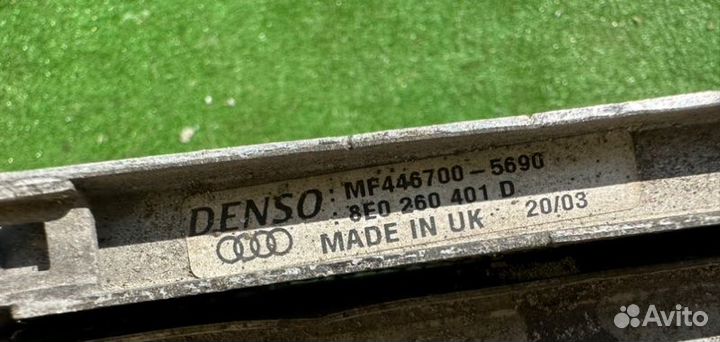 DENSO MF446700-5690
8E0 260 401 D
MADE IN UK 20/03
Avito